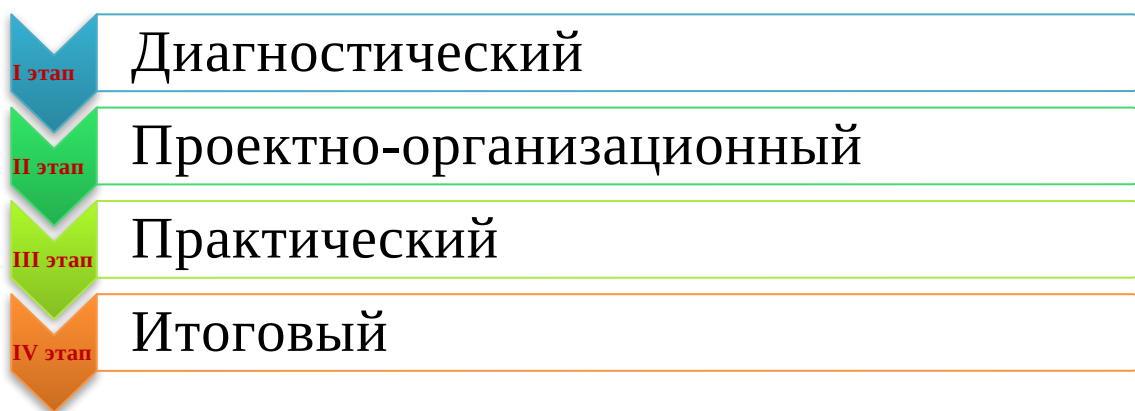 I этап Диагностический
II этап Проектно-организационный
III этап Практический
IV этап Итоговый